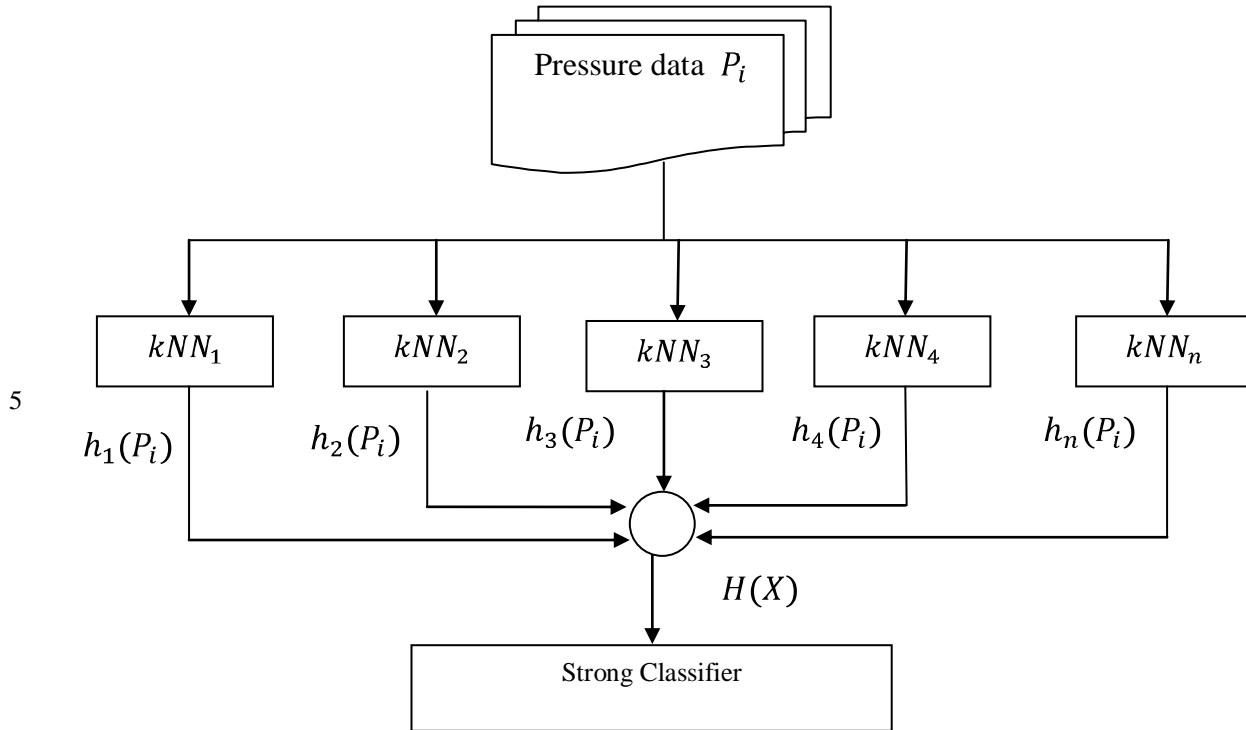 Pressure data P_i
kNN_1
kNN_2
kNN_3
kNN_4
kNN_n
5
h_1(P_i)
h_2(P_i)
h_3(P_i)
h_4(P_i)
h_n(P_i)
H(X)
Strong Classifier